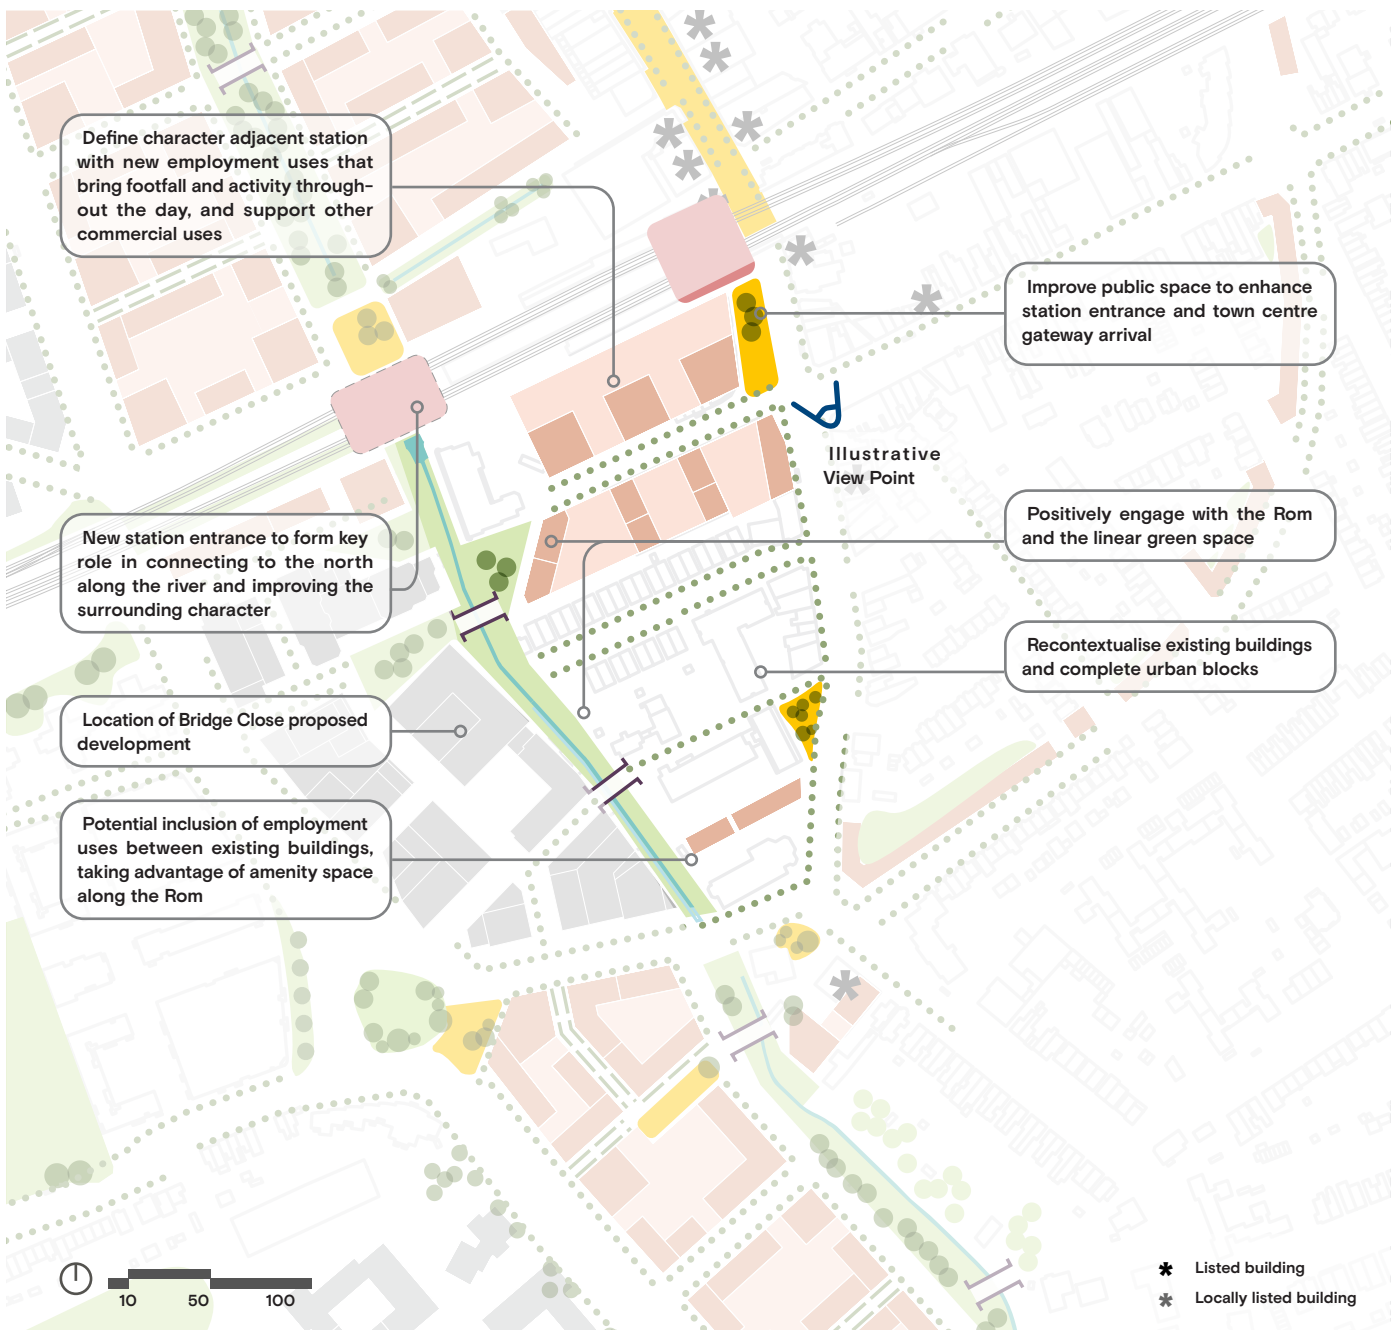 Define character adjacent station
with new employment uses that
bring footfall and activity through-
out the day, and support other
commercial uses
Improve public space to enhance
station entrance and town centre
gateway arrival
Illustrative
View Point
Positively engage with the Rom
and the linear green space
New station entrance to form key
role in connecting to the north
along the river and improving the
surrounding character
Recontextualise existing buildings
and complete urban blocks
Location of Bridge Close proposed
development
Potential inclusion of employment
uses between existing buildings,
taking advantage of amenity space
along the Rom
10 50 100
Listed building
Locally listed building